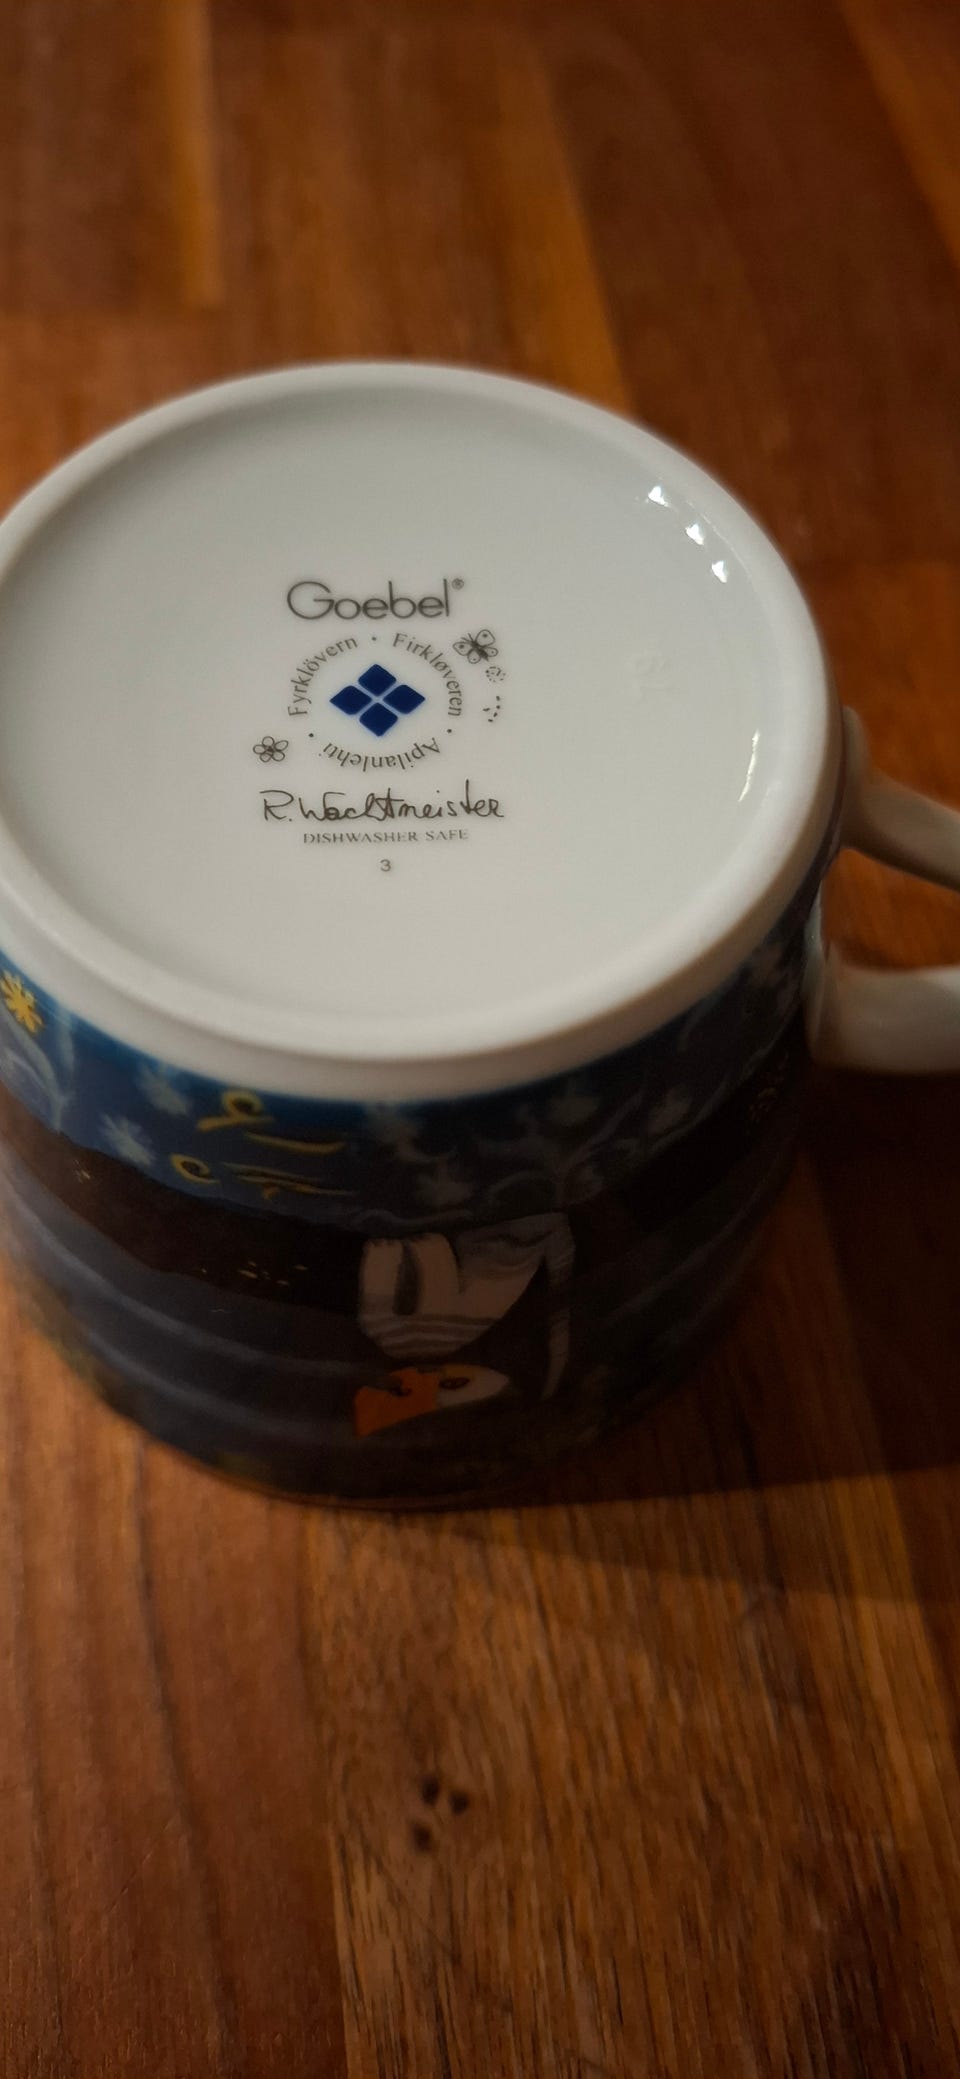 Goebel®
Fyrklövern · Firkløveren · Apilanlehti ·
R. Wachtmeister
DISHWASHER SAFE
3